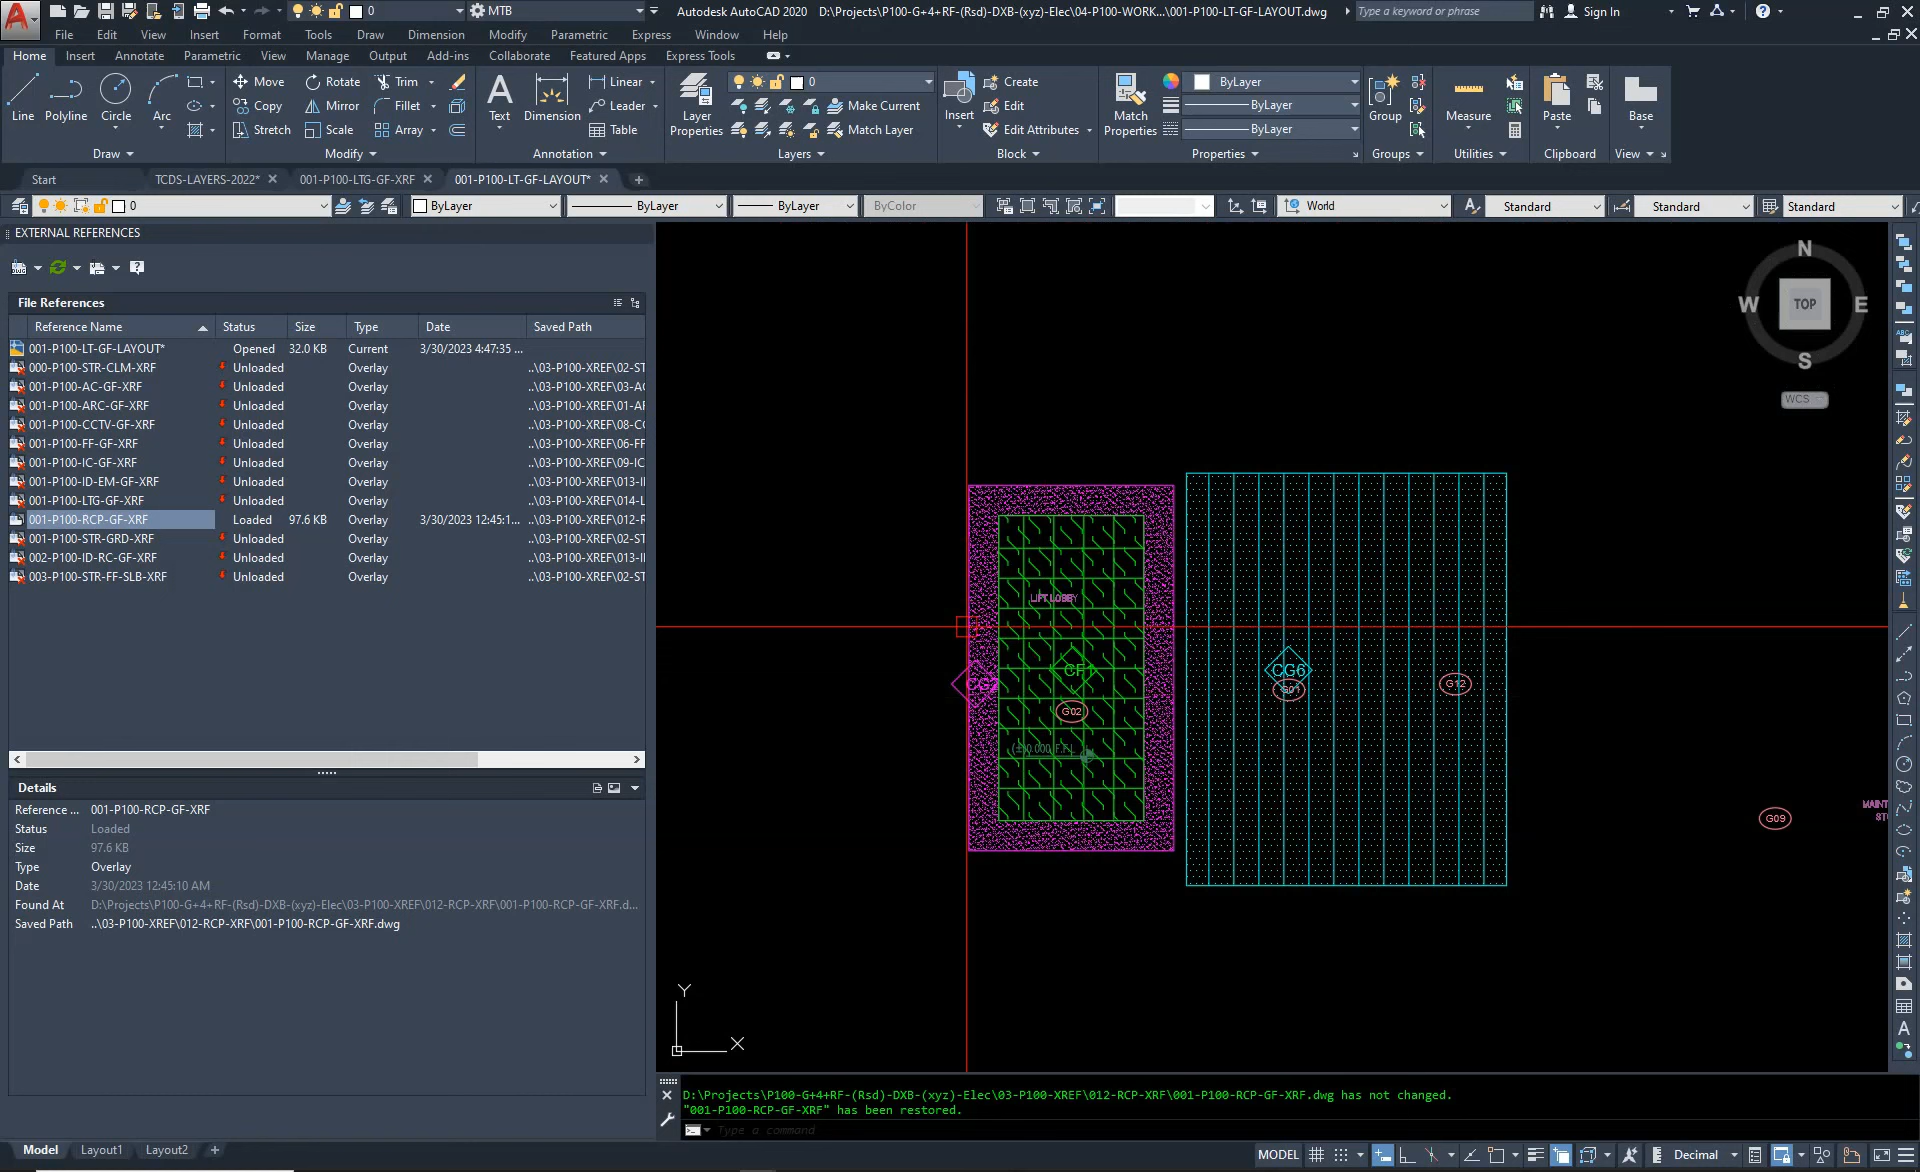 0
MTB
Autodesk AutoCAD 2020 D:\Projects\P100-G+4+RF-(Rsd)-DXB-(xyz)-Elec\04-P100-WORK...\001-P100-LT-GF-LAYOUT.dwg
Type a keyword or phrase
Sign In
File Edit View Insert Format Tools Draw Dimension Modify Parametric Express Window Help
Home Insert Annotate Parametric View Manage Output Add-ins Collaborate Featured Apps Express Tools
Line Polyline Circle Arc
Move Rotate Trim
Copy Mirror Fillet
Stretch Scale Array
Text Dimension
Linear
Leader
Table
Layer Properties
0
Make Current
Match Layer
Insert
Create
Edit
Edit Attributes
Match Properties
ByLayer
ByLayer
ByLayer
Group
Measure
Paste
Base
Draw Modify Annotation Layers Block Properties Groups Utilities Clipboard View
Start TCDS-LAYERS-2022* 001-P100-LTG-GF-XRF 001-P100-LT-GF-LAYOUT*
0 ByLayer ByLayer ByLayer ByColor World Standard Standard Standard
EXTERNAL REFERENCES
File References
Reference Name Status Size Type Date Saved Path
001-P100-LT-GF-LAYOUT* Opened 32.0 KB Current 3/30/2023 4:47:35 ...
000-P100-STR-CLM-XRF Unloaded Overlay ..\03-P100-XREF\02-ST
001-P100-AC-GF-XRF Unloaded Overlay ..\03-P100-XREF\03-AC
001-P100-ARC-GF-XRF Unloaded Overlay ..\03-P100-XREF\01-AF
001-P100-CCTV-GF-XRF Unloaded Overlay ..\03-P100-XREF\08-CC
001-P100-FF-GF-XRF Unloaded Overlay ..\03-P100-XREF\06-FF
001-P100-IC-GF-XRF Unloaded Overlay ..\03-P100-XREF\09-IC
001-P100-ID-EM-GF-XRF Unloaded Overlay ..\03-P100-XREF\013-II
001-P100-LTG-GF-XRF Unloaded Overlay ..\03-P100-XREF\014-L
001-P100-RCP-GF-XRF Loaded 97.6 KB Overlay 3/30/2023 12:45:1... ..\03-P100-XREF\012-R
001-P100-STR-GRD-XRF Unloaded Overlay ..\03-P100-XREF\02-ST
002-P100-ID-RC-GF-XRF Unloaded Overlay ..\03-P100-XREF\013-II
003-P100-STR-FF-SLB-XRF Unloaded Overlay ..\03-P100-XREF\02-ST
Details
Reference ... 001-P100-RCP-GF-XRF
Status Loaded
Size 97.6 KB
Type Overlay
Date 3/30/2023 12:45:10 AM
Found At D:\Projects\P100-G+4+RF-(Rsd)-DXB-(xyz)-Elec\03-P100-XREF\012-RCP-XRF\001-P100-RCP-GF-XRF.d...
Saved Path ..\03-P100-XREF\012-RCP-XRF\001-P100-RCP-GF-XRF.dwg
N
W TOP E
S
WCS
LIFT LOBBY
CF1
CG6
G12
G02
(±)0.000 F.F.L
G09
MAINT
ST
Y
X
D:\Projects\P100-G+4+RF-(Rsd)-DXB-(xyz)-Elec\03-P100-XREF\012-RCP-XRF\001-P100-RCP-GF-XRF.dwg has not changed.
"001-P100-RCP-GF-XRF" has been restored.
Type a command
Model Layout1 Layout2 +
MODEL
Decimal